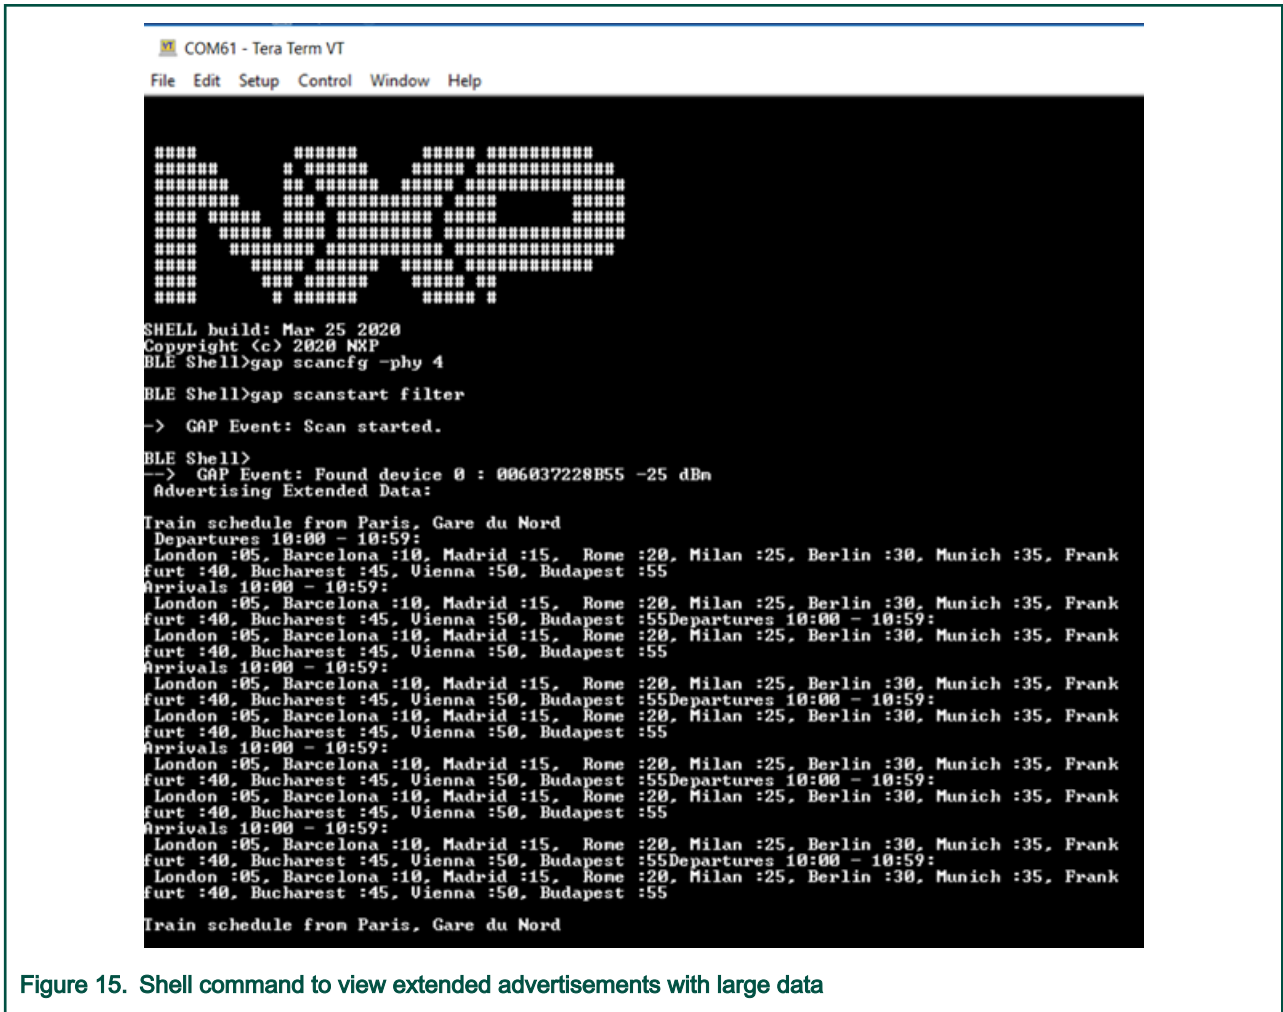 COM61 - Tera Term VT
File Edit Setup Control Window Help
NXP
SHELL build: Mar 25 2020
Copyright (c) 2020 NXP
BLE Shell>gap scancfg -phy 4
BLE Shell>gap scanstart filter
-> GAP Event: Scan started.
BLE Shell>
--> GAP Event: Found device 0 : 006037228B55 -25 dBm
Advertising Extended Data:
Train schedule from Paris, Gare du Nord
Departures 10:00 - 10:59:
London :05, Barcelona :10, Madrid :15, Rome :20, Milan :25, Berlin :30, Munich :35, Frank
furt :40, Bucharest :45, Vienna :50, Budapest :55
Arrivals 10:00 - 10:59:
London :05, Barcelona :10, Madrid :15, Rome :20, Milan :25, Berlin :30, Munich :35, Frank
furt :40, Bucharest :45, Vienna :50, Budapest :55Departures 10:00 - 10:59:
London :05, Barcelona :10, Madrid :15, Rome :20, Milan :25, Berlin :30, Munich :35, Frank
furt :40, Bucharest :45, Vienna :50, Budapest :55
Arrivals 10:00 - 10:59:
London :05, Barcelona :10, Madrid :15, Rome :20, Milan :25, Berlin :30, Munich :35, Frank
furt :40, Bucharest :45, Vienna :50, Budapest :55Departures 10:00 - 10:59:
London :05, Barcelona :10, Madrid :15, Rome :20, Milan :25, Berlin :30, Munich :35, Frank
furt :40, Bucharest :45, Vienna :50, Budapest :55
Arrivals 10:00 - 10:59:
London :05, Barcelona :10, Madrid :15, Rome :20, Milan :25, Berlin :30, Munich :35, Frank
furt :40, Bucharest :45, Vienna :50, Budapest :55Departures 10:00 - 10:59:
London :05, Barcelona :10, Madrid :15, Rome :20, Milan :25, Berlin :30, Munich :35, Frank
furt :40, Bucharest :45, Vienna :50, Budapest :55
Arrivals 10:00 - 10:59:
London :05, Barcelona :10, Madrid :15, Rome :20, Milan :25, Berlin :30, Munich :35, Frank
furt :40, Bucharest :45, Vienna :50, Budapest :55Departures 10:00 - 10:59:
London :05, Barcelona :10, Madrid :15, Rome :20, Milan :25, Berlin :30, Munich :35, Frank
furt :40, Bucharest :45, Vienna :50, Budapest :55
Train schedule from Paris, Gare du Nord
Figure 15. Shell command to view extended advertisements with large data